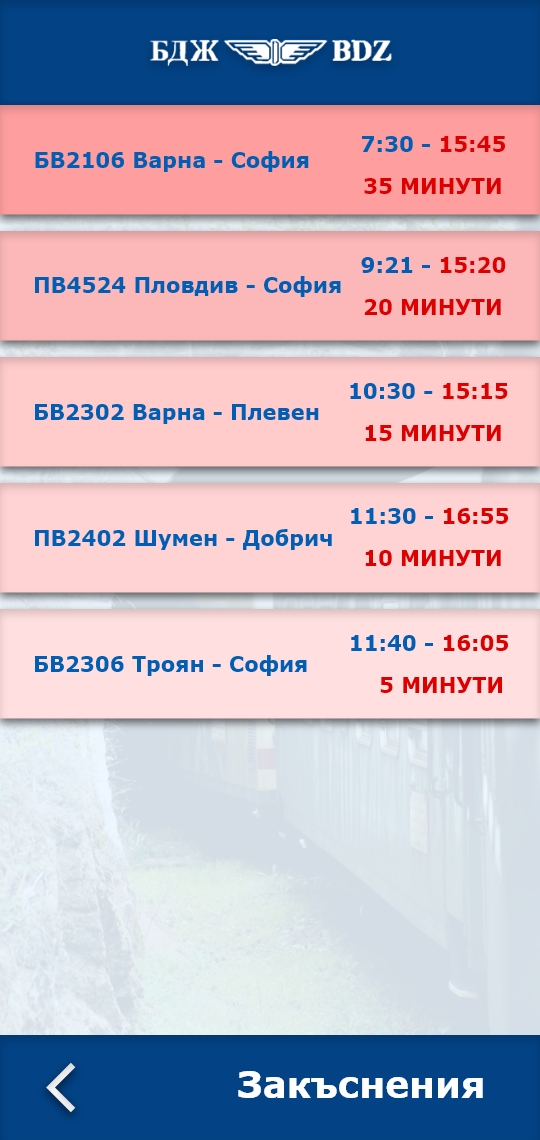 БДЖ BDZ
БВ2106 Варна - София
7:30 - 15:45
35 МИНУТИ
ПВ4524 Пловдив - София
9:21 - 15:20
20 МИНУТИ
БВ2302 Варна - Плевен
10:30 - 15:15
15 МИНУТИ
ПВ2402 Шумен - Добрич
11:30 - 16:55
10 МИНУТИ
БВ2306 Троян - София
11:40 - 16:05
5 МИНУТИ
Закъснения